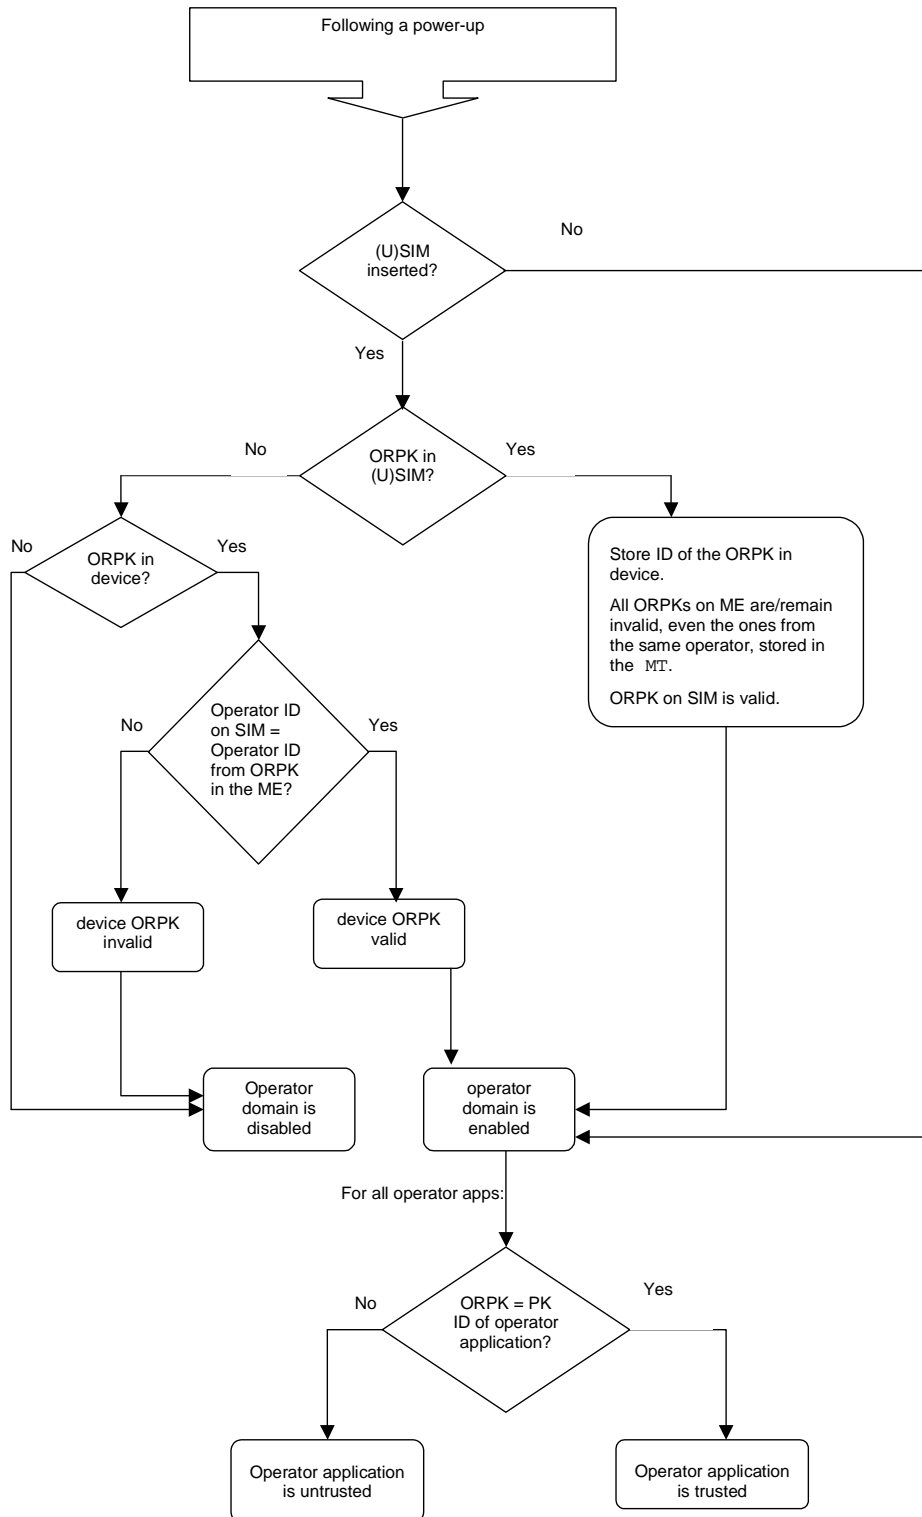 Following a power-up
(U)SIM
inserted?
No
Yes
ORPK in
(U)SIM?
No
Yes
ORPK in
device?
No
Yes
Store ID of the ORPK in
device.
All ORPKs on ME are/remain
invalid, even the ones from
the same operator, stored in
the MT.
ORPK on SIM is valid.
Operator ID
on SIM =
Operator ID
from ORPK
in the ME?
No
Yes
device ORPK
invalid
device ORPK
valid
Operator
domain is
disabled
operator
domain is
enabled
For all operator apps:
ORPK = PK
ID of operator
application?
No
Yes
Operator application
is untrusted
Operator application
is trusted